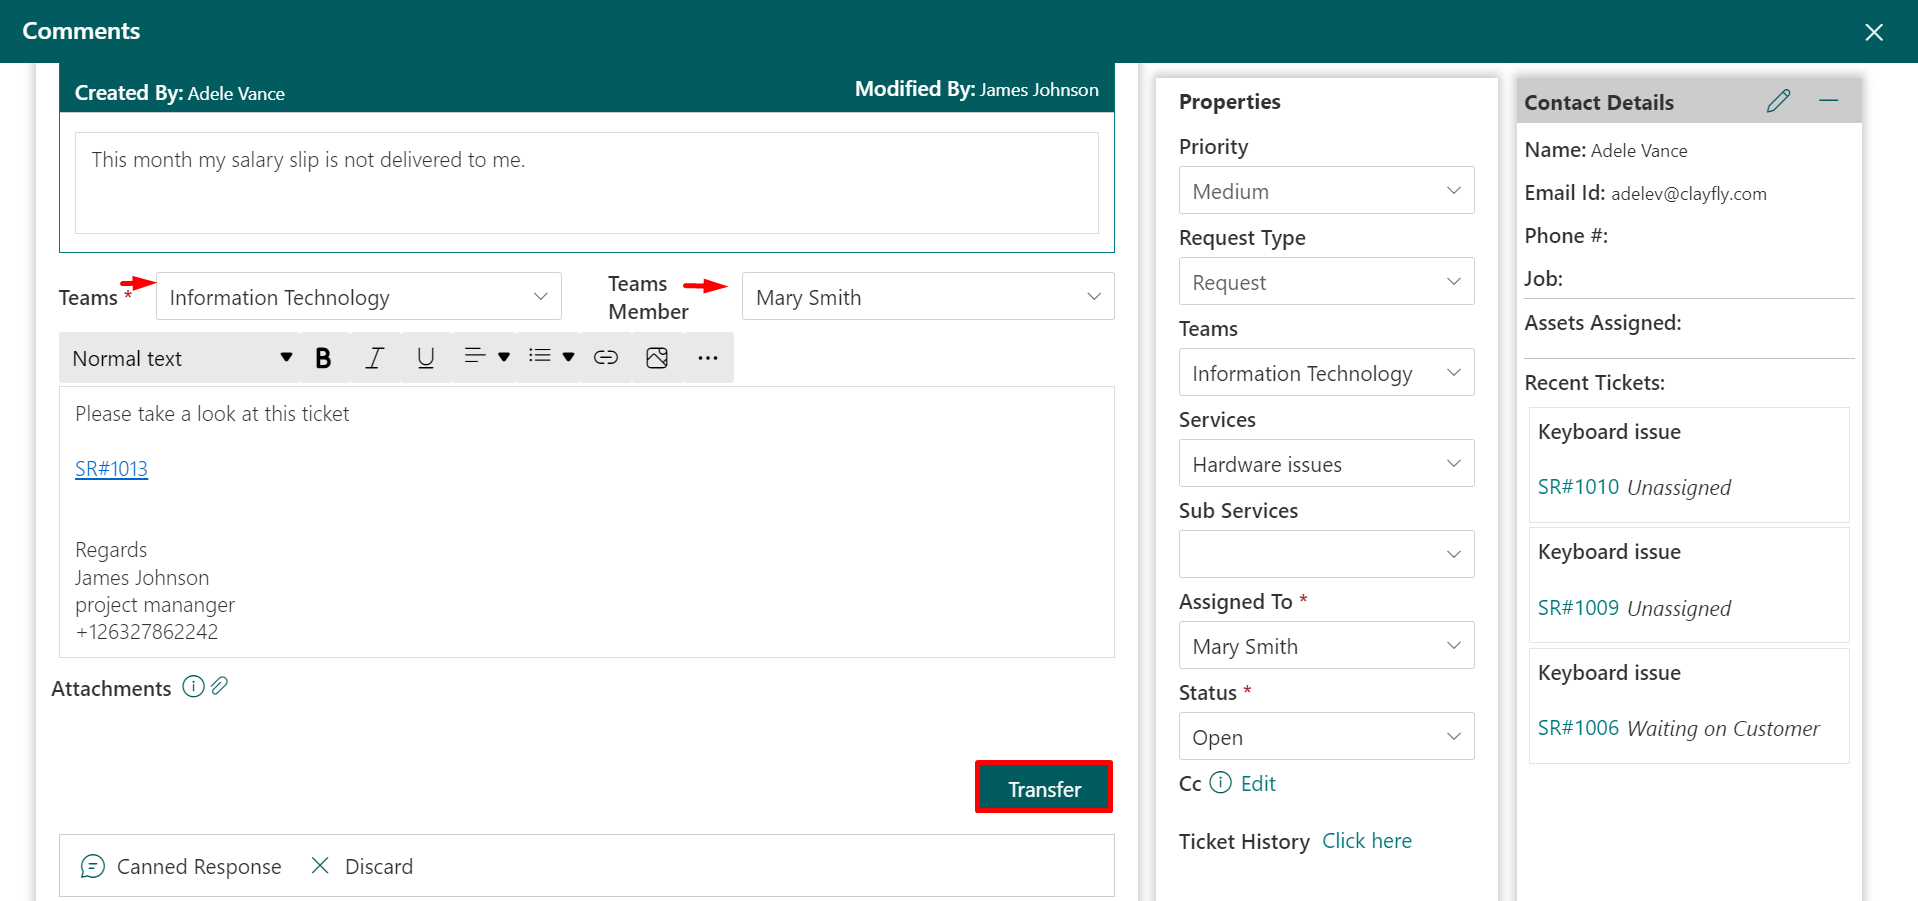 Comments
Created By: Adele Vance
Modified By: James Johnson
This month my salary slip is not delivered to me.
Teams *
Information Technology
Teams
Member
Mary Smith
Normal text
B I U
Please take a look at this ticket
SR#1013
Regards
James Johnson
project mananger
+126327862242
Attachments
Transfer
Canned Response
Discard
Properties
Priority
Medium
Request Type
Request
Teams
Information Technology
Services
Hardware issues
Sub Services
Assigned To *
Mary Smith
Status *
Open
Cc Edit
Ticket History Click here
Contact Details
Name: Adele Vance
Email Id: adelev@clayfly.com
Phone #:
Job:
Assets Assigned:
Recent Tickets:
Keyboard issue
SR#1010 Unassigned
Keyboard issue
SR#1009 Unassigned
Keyboard issue
SR#1006 Waiting on Customer